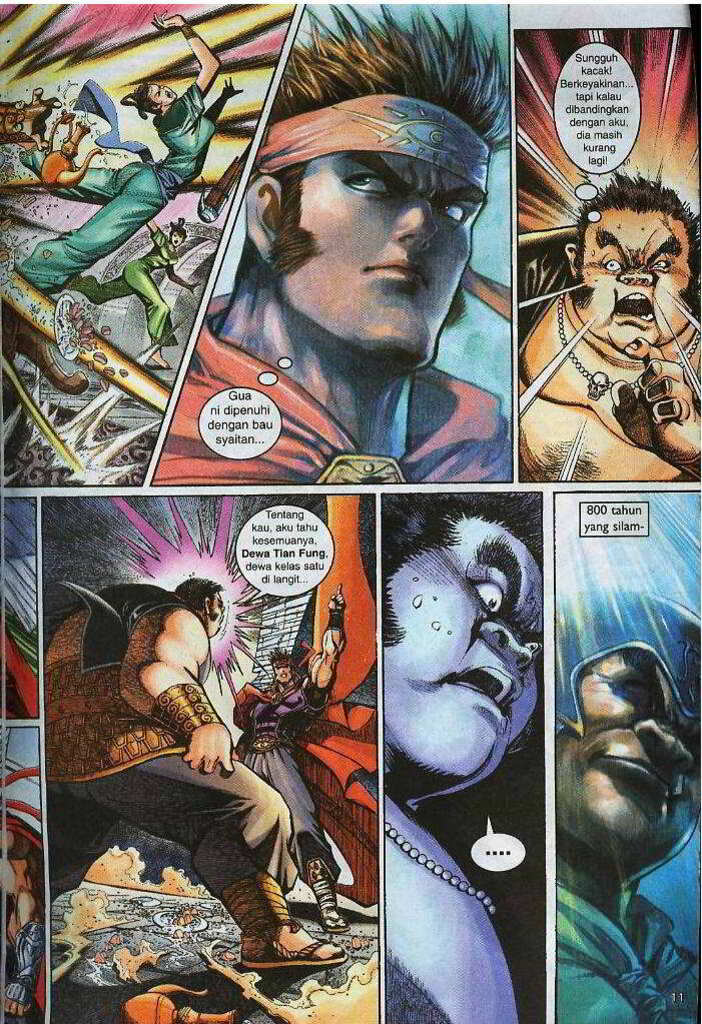 Gua
ni dipenuhi
dengan bau
syaitan...
Sungguh
kacak!
Berkeyakinan...
tapi kalau
dibandingkan
dengan aku,
dia masih
kurang
lagi!
Tentang
kau, aku tahu
kesemuanya,
Dewa Tian Fung,
dewa kelas satu
di langit...
....
800 tahun
yang silam-
11